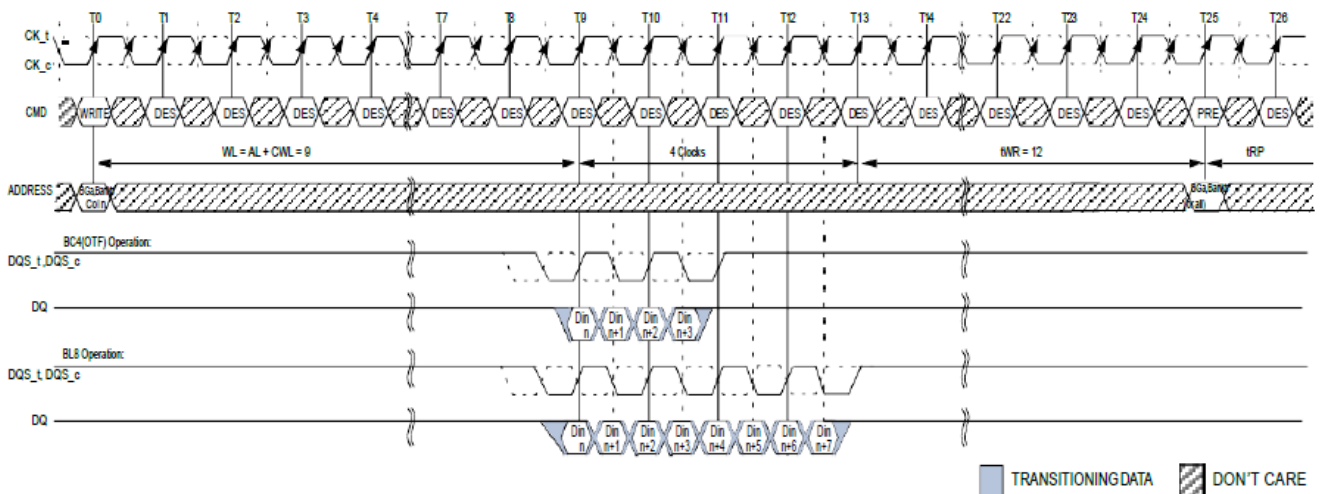 T0 T1 T2 T3 T4 T7 T8 T9 T10 T11 T12 T13 T14 T22 T23 T24 T25 T26
CK_t
CK_c
CMD WRITE DES DES DES DES DES DES DES DES DES DES DES DES DES DES DES PRE DES
WL = AL + CWL = 9 4 Clocks tWR = 12 tRP
ADDRESS BGa,Bank BGa,Bank
Col n
BC4(OTF) Operation:
DQS_t,DQS_c
DQ Din Din Din Din
n n+1 n+2 n+3
BL8 Operation:
DQS_t, DQS_c
DQ Din Din Din Din Din Din Din Din
n n+1 n+2 n+3 n+4 n+5 n+6 n+7
TRANSITIONING DATA DON'T CARE